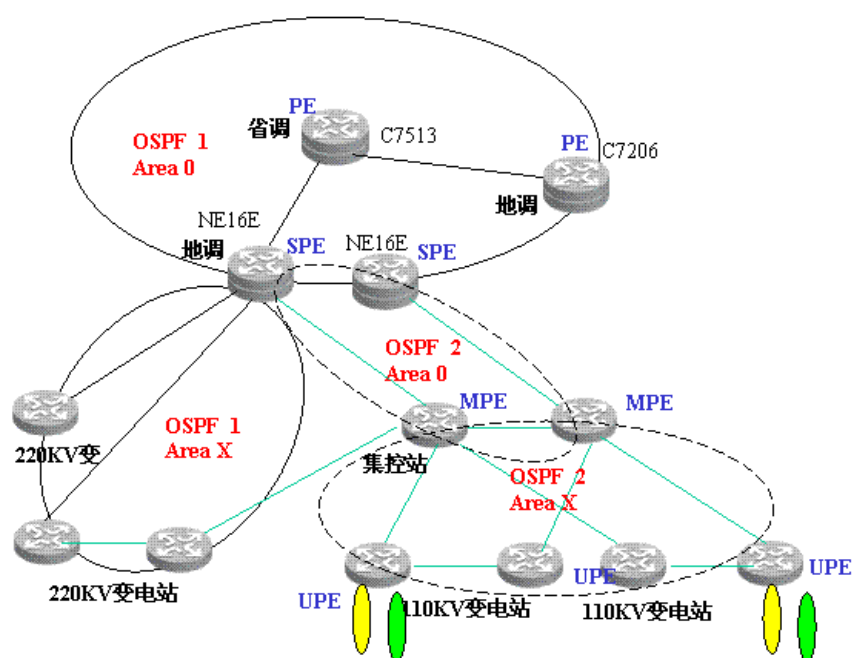 PE
省调
C7513
OSPF 1
Area 0
PE
C7206
地调
NE16E
地调
SPE
NE16E
SPE
OSPF 2
Area 0
MPE
MPE
220KV变
OSPF 1
Area X
集控站
OSPF 2
Area X
220KV变电站
UPE
110KV变电站
UPE
110KV变电站
UPE